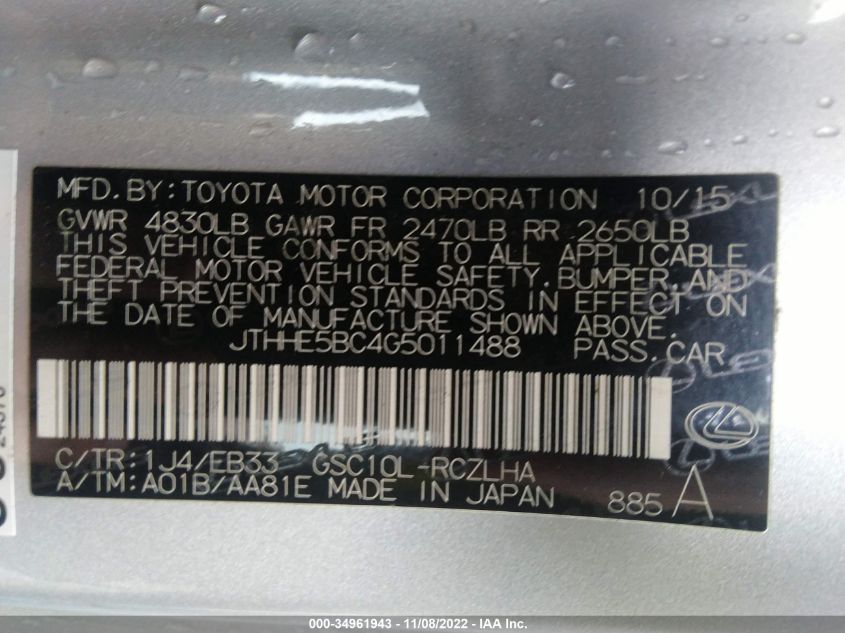 MFD. BY: TOYOTA MOTOR CORPORATION 10/15
GVWR 4830LB GAWR FR 2470LB RR 2650LB
THIS VEHICLE CONFORMS TO ALL APPLICABLE
FEDERAL MOTOR VEHICLE SAFETY, BUMPER, AND
THEFT PREVENTION STANDARDS IN EFFECT ON
THE DATE OF MANUFACTURE SHOWN ABOVE.
JTHHE5BC4G5011488 PASS. CAR
C/TR: 1J4/EB33 GSC10L-RCZLHA
A/TM: A01B/AA81E MADE IN JAPAN 885 A
000-34961943 - 11/08/2022 - IAA Inc.